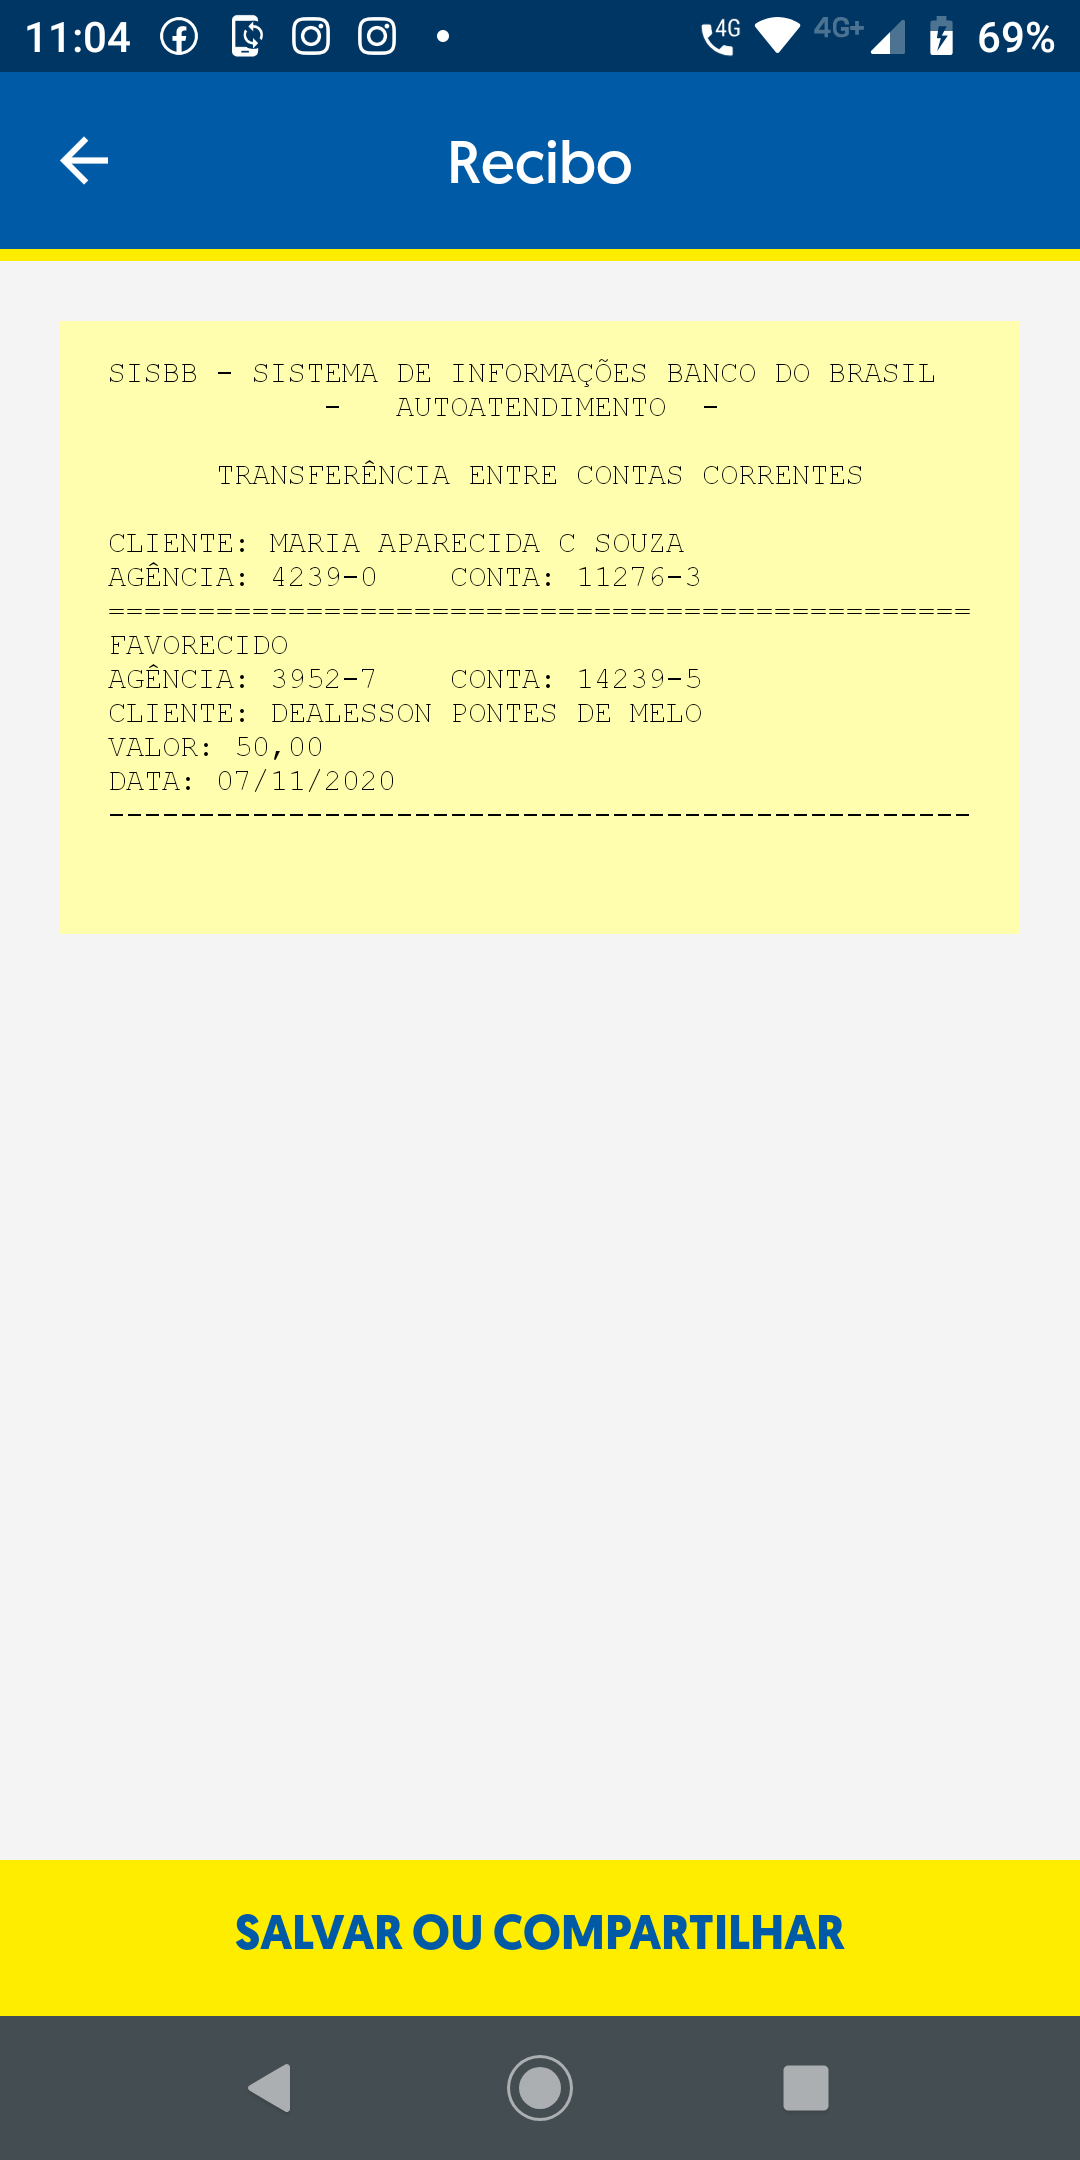 11:04 4G 4G+ 69%
Recibo
SISBB - SISTEMA DE INFORMAÇÕES BANCO DO BRASIL
- AUTOATENDIMENTO -
TRANSFERÊNCIA ENTRE CONTAS CORRENTES
CLIENTE: MARIA APARECIDA C SOUZA
AGÊNCIA: 4239-0 CONTA: 11276-3
================================================
FAVORECIDO
AGÊNCIA: 3952-7 CONTA: 14239-5
CLIENTE: DEALESSON PONTES DE MELO
VALOR: 50,00
DATA: 07/11/2020
------------------------------------------------
SALVAR OU COMPARTILHAR